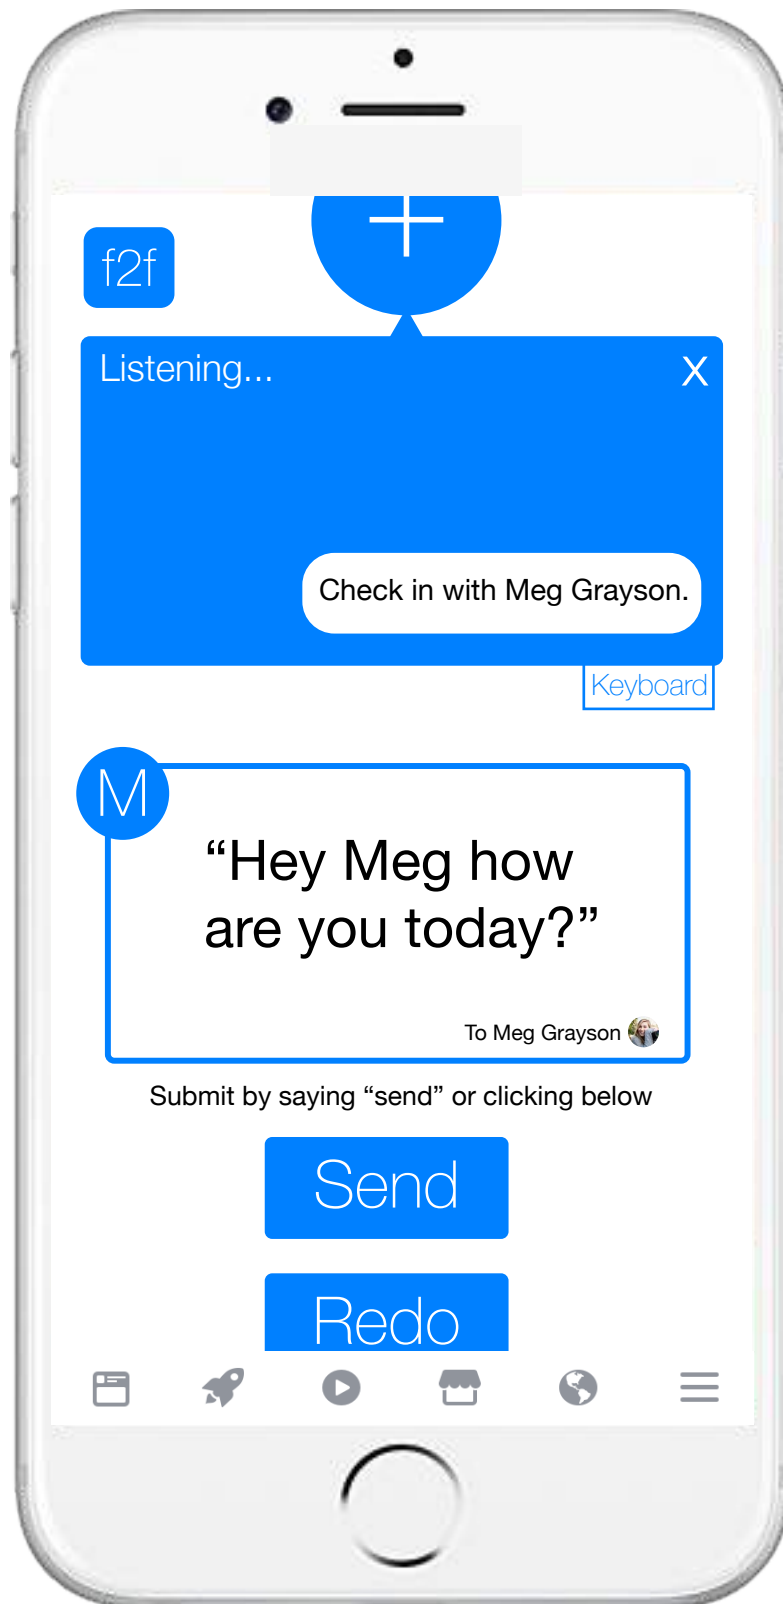 f2f
Listening...
X
Check in with Meg Grayson.
Keyboard
M
“Hey Meg how
are you today?”
To Meg Grayson
Submit by saying “send” or clicking below
Send
Redo